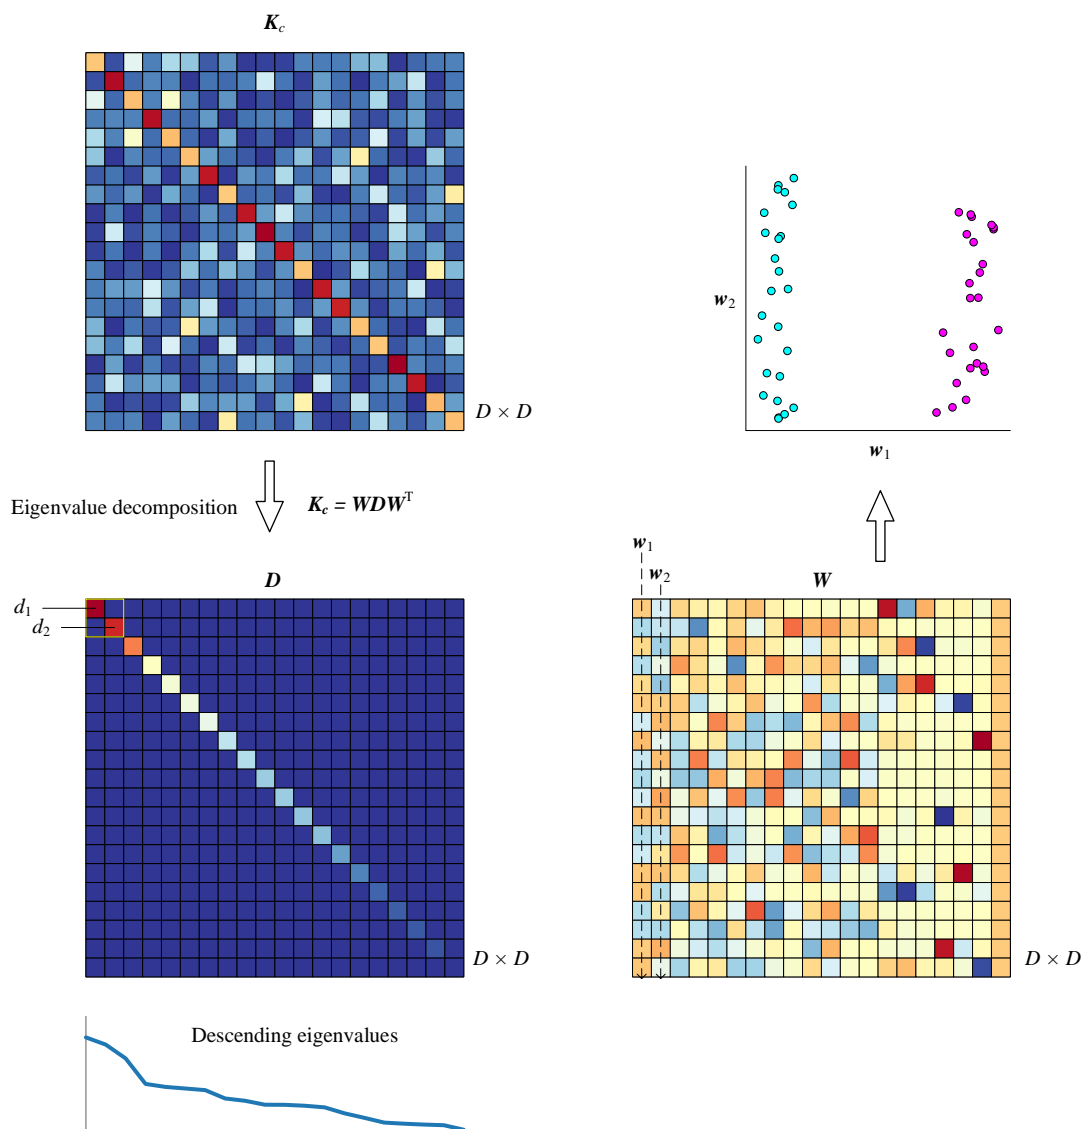 K_c
D × D
w_2
w_1
Eigenvalue decomposition
K_c = WDW^T
D
d_1
d_2
D × D
w_1
w_2
W
D × D
Descending eigenvalues